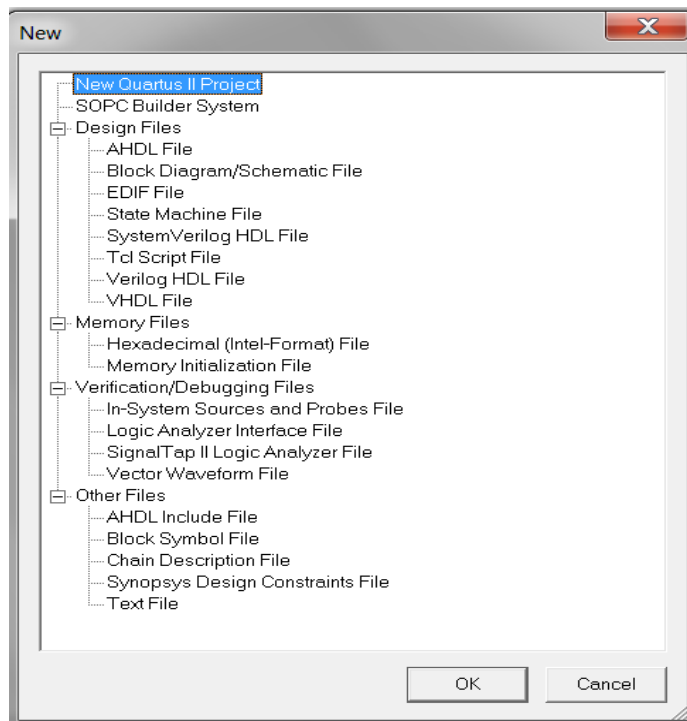 New
New Quartus II Project
SOPC Builder System
Design Files
AHDL File
Block Diagram/Schematic File
EDIF File
State Machine File
SystemVerilog HDL File
Tcl Script File
Verilog HDL File
VHDL File
Memory Files
Hexadecimal (Intel-Format) File
Memory Initialization File
Verification/Debugging Files
In-System Sources and Probes File
Logic Analyzer Interface File
SignalTap II Logic Analyzer File
Vector Waveform File
Other Files
AHDL Include File
Block Symbol File
Chain Description File
Synopsys Design Constraints File
Text File
OK Cancel